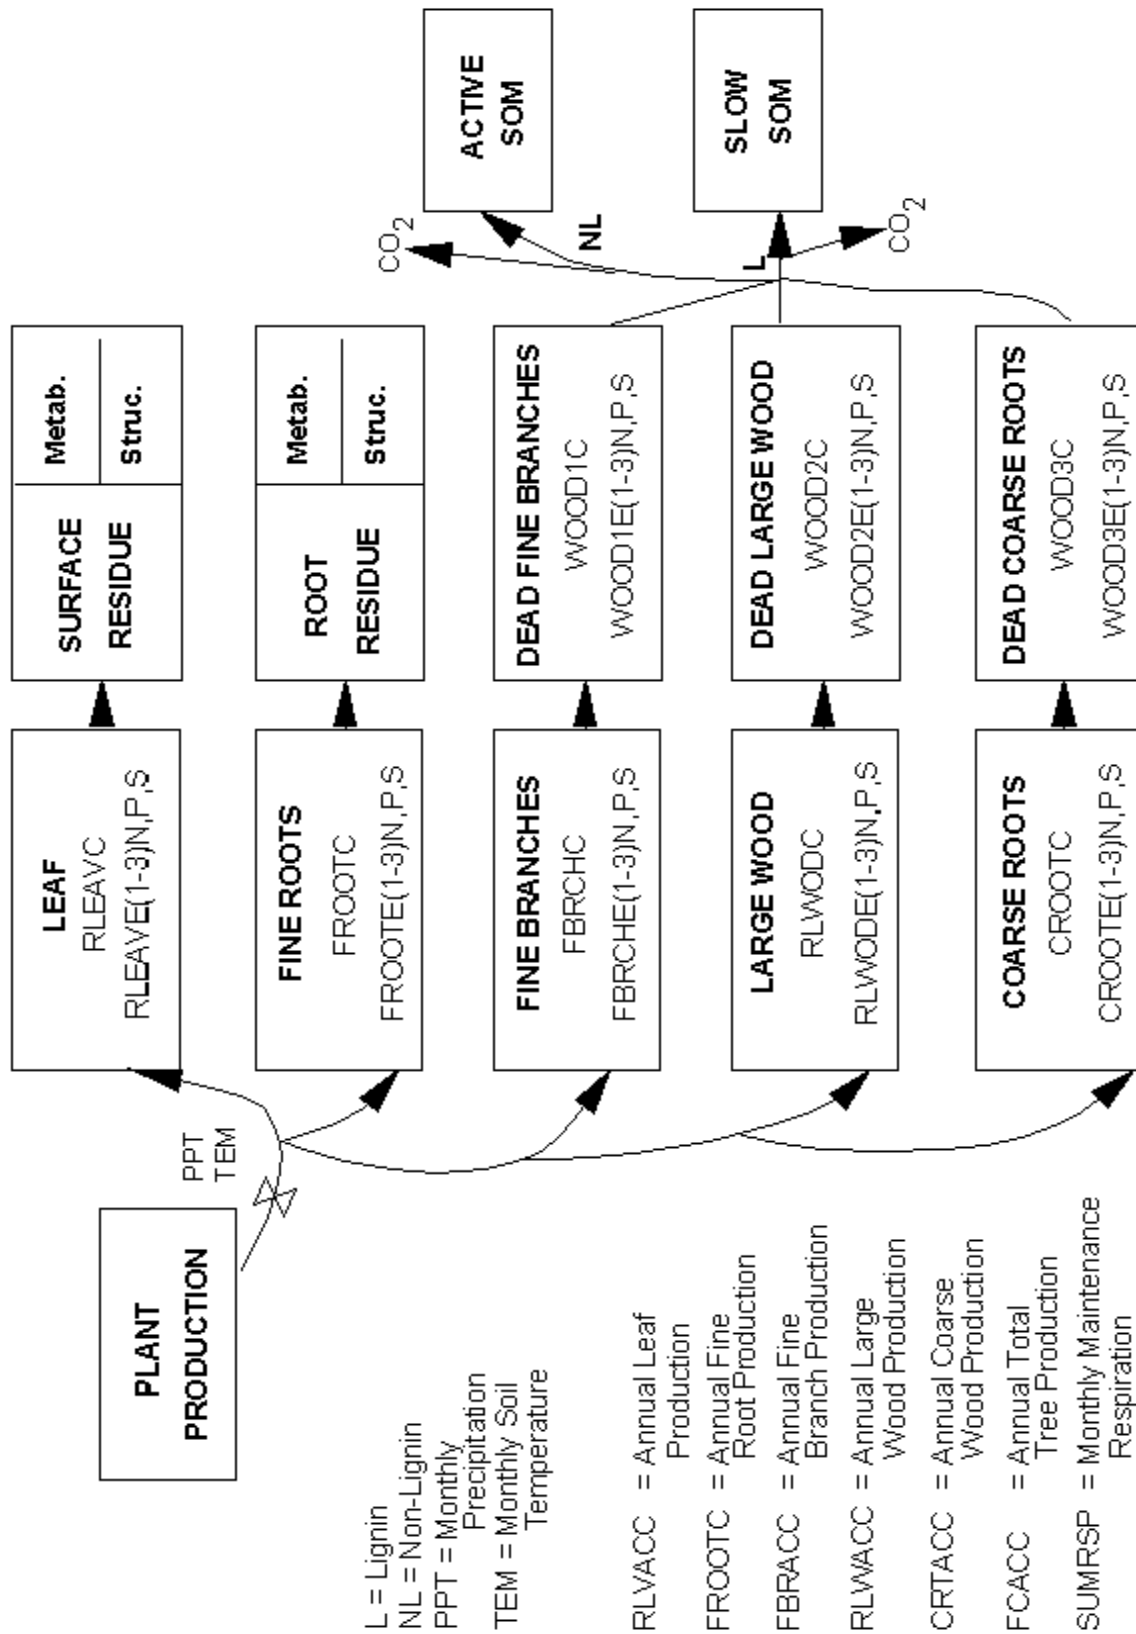 PLANT
PRODUCTION
PPT
TEM
LEAF
RLEAVC
RLEAVE(1-3)N,P,S
SURFACE
RESIDUE
Metab.
Struc.
FINE ROOTS
FROOTC
FROOTE(1-3)N,P,S
ROOT
RESIDUE
Metab.
Struc.
FINE BRANCHES
FBRCHC
FBRCHE(1-3)N,P,S
DEAD FINE BRANCHES
WOOD1C
WOOD1E(1-3)N,P,S
LARGE WOOD
RLWODC
RLWODE(1-3)N,P,S
DEAD LARGE WOOD
WOOD2C
WOOD2E(1-3)N,P,S
COARSE ROOTS
CROOTC
CROOTE(1-3)N,P,S
DEAD COARSE ROOTS
WOOD3C
WOOD3E(1-3)N,P,S
CO2
NL
ACTIVE
SOM
L
SLOW
SOM
CO2
L = Lignin
NL = Non-Lignin
PPT = Monthly
Precipitation
TEM = Monthly Soil
Temperature
RLVACC = Annual Leaf
Production
FROOTC = Annual Fine
Root Production
FBRACC = Annual Fine
Branch Production
RLWACC = Annual Large
Wood Production
CRTACC = Annual Coarse
Wood Production
FCACC = Annual Total
Tree Production
SUMRSP = Monthly Maintenance
Respiration